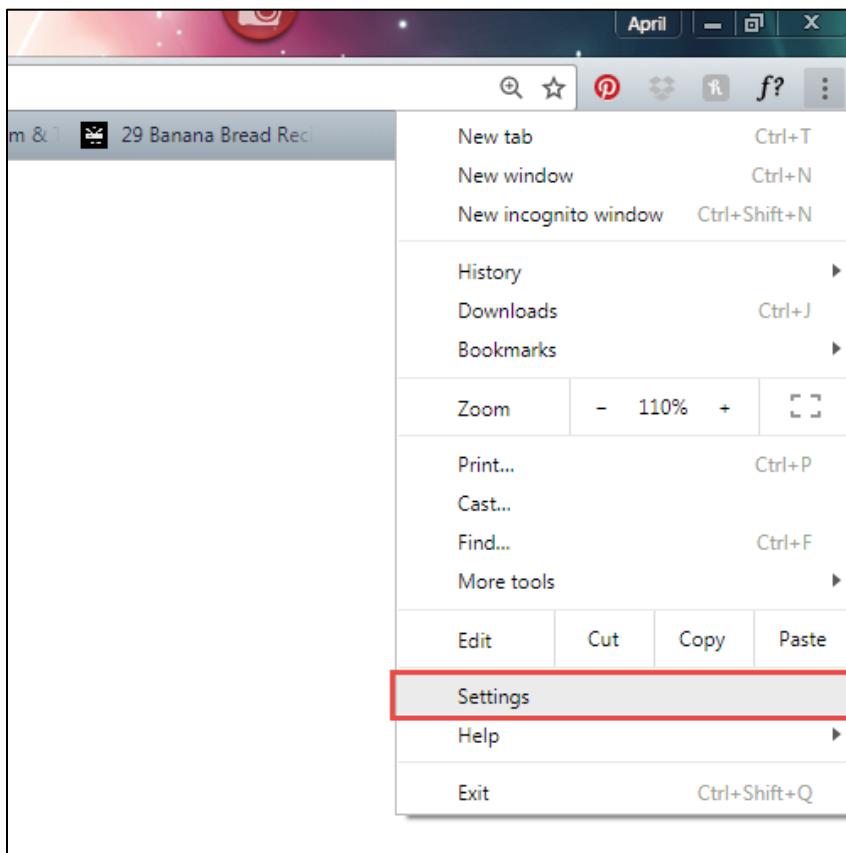 April
f?
m & T 29 Banana Bread Rec
New tab Ctrl+T
New window Ctrl+N
New incognito window Ctrl+Shift+N
History
Downloads Ctrl+J
Bookmarks
Zoom - 110% +
Print... Ctrl+P
Cast...
Find... Ctrl+F
More tools
Edit Cut Copy Paste
Settings
Help
Exit Ctrl+Shift+Q